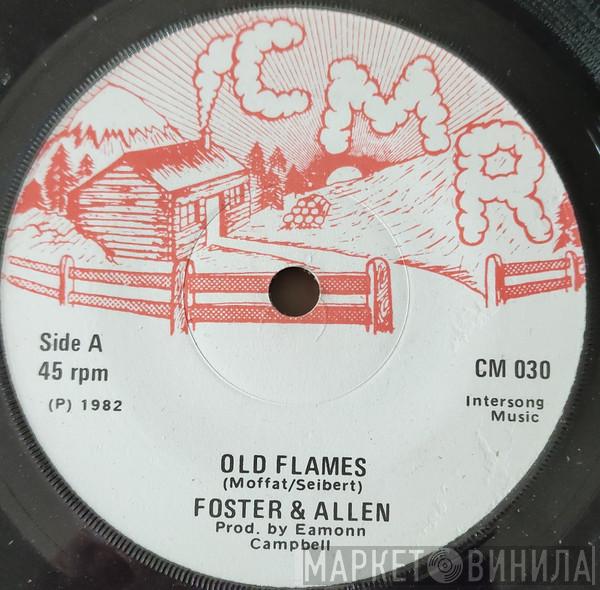 CMR
Side A
45 rpm
(P) 1982
CM 030
Intersong
Music
OLD FLAMES
(Moffat/Seibert)
FOSTER & ALLEN
Prod. by Eamonn
Campbell
МАРКЕТ ВИНИЛА